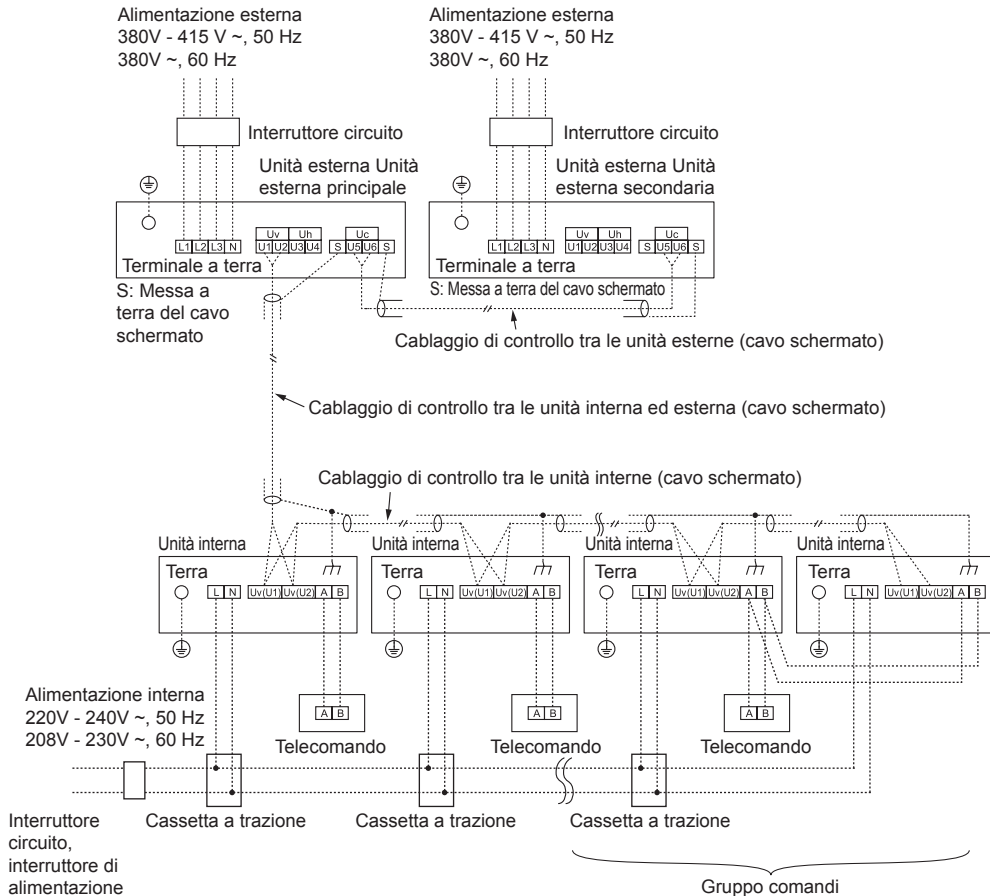 Alimentazione esterna
380V - 415 V ~, 50 Hz
380V ~, 60 Hz
Alimentazione esterna
380V - 415 V ~, 50 Hz
380V ~, 60 Hz
Interruttore circuito
Interruttore circuito
Unità esterna Unità
esterna principale
Unità esterna Unità
esterna secondaria
Uv Uh Uc
L1 L2 L3 N U1 U2 U3 U4 S U5 U6 S
Terminale a terra
Uv Uh Uc
L1 L2 L3 N U1 U2 U3 U4 S U5 U6 S
Terminale a terra
S: Messa a
terra del cavo
schermato
S: Messa a terra del cavo schermato
Cablaggio di controllo tra le unità esterne (cavo schermato)
Cablaggio di controllo tra le unità interna ed esterna (cavo schermato)
Cablaggio di controllo tra le unità interne (cavo schermato)
Unità interna
Unità interna
Unità interna
Unità interna
Terra
Terra
Terra
Terra
L N Uv(U1) Uv(U2) A B
L N Uv(U1) Uv(U2) A B
L N Uv(U1) Uv(U2) A B
L N Uv(U1) Uv(U2) A B
Alimentazione interna
220V - 240V ~, 50 Hz
208V - 230V ~, 60 Hz
A B
A B
A B
Telecomando
Telecomando
Telecomando
Interruttore
circuito,
interruttore di
alimentazione
Cassetta a trazione
Cassetta a trazione
Cassetta a trazione
Gruppo comandi